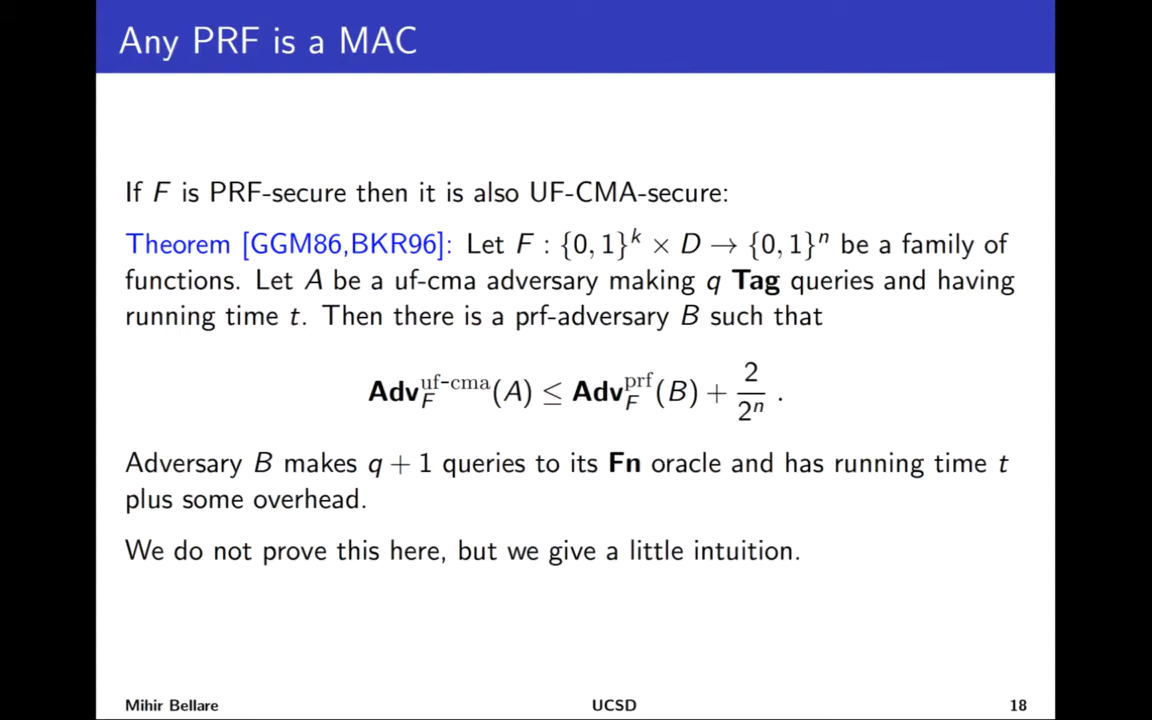 Any PRF is a MAC
If F is PRF-secure then it is also UF-CMA-secure:
Theorem [GGM86,BKR96]: Let F : {0, 1}^k × D → {0, 1}^n be a family of
functions. Let A be a uf-cma adversary making q Tag queries and having
running time t. Then there is a prf-adversary B such that
Adv_F^{uf-cma}(A) ≤ Adv_F^{prf}(B) + 2/2^n .
Adversary B makes q + 1 queries to its Fn oracle and has running time t
plus some overhead.
We do not prove this here, but we give a little intuition.
Mihir Bellare UCSD 18